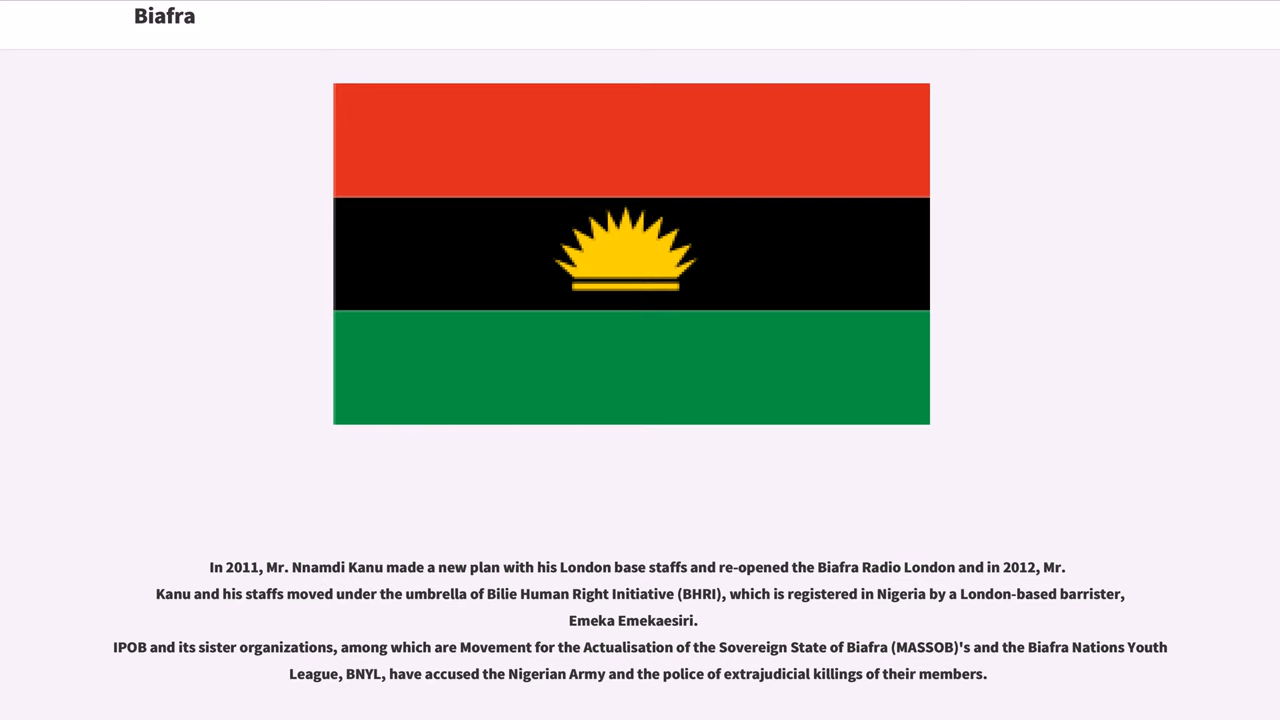 Biafra
In 2011, Mr. Nnamdi Kanu made a new plan with his London base staffs and re-opened the Biafra Radio London and in 2012, Mr.
Kanu and his staffs moved under the umbrella of Bilie Human Right Initiative (BHRI), which is registered in Nigeria by a London-based barrister,
Emeka Emekaesiri.
IPOB and its sister organizations, among which are Movement for the Actualisation of the Sovereign State of Biafra (MASSOB)'s and the Biafra Nations Youth
League, BNYL, have accused the Nigerian Army and the police of extrajudicial killings of their members.